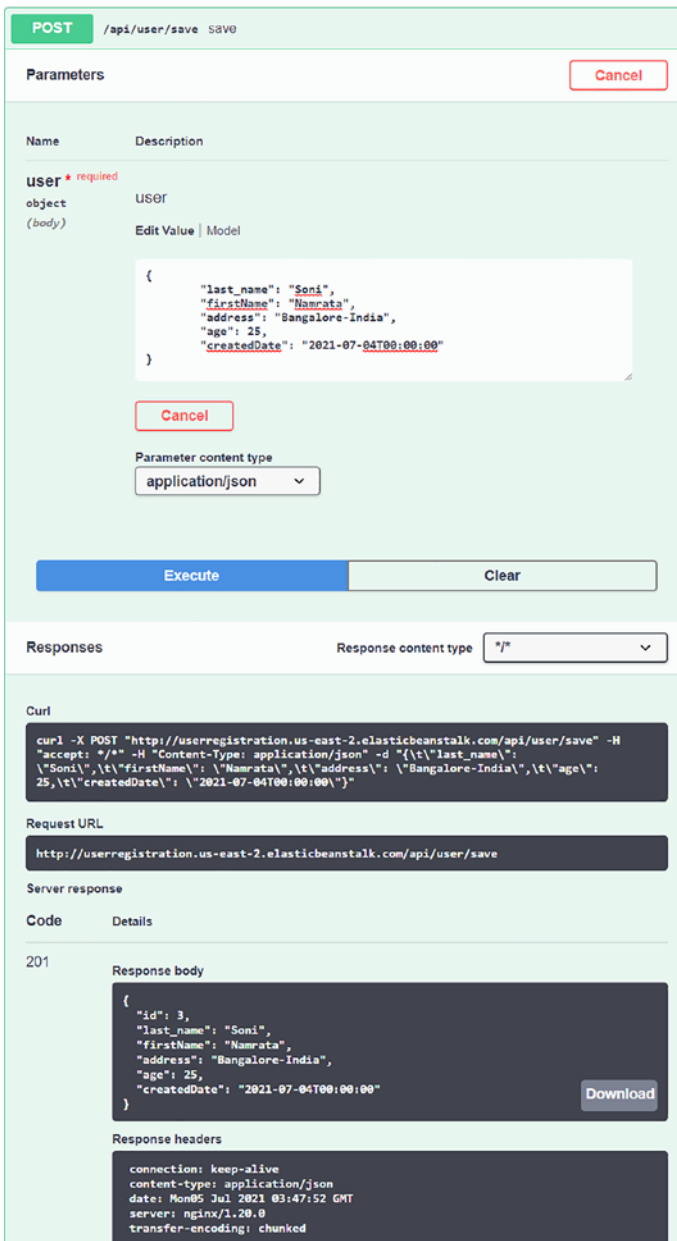 POST /api/user/save save
Parameters Cancel
Name Description
user * required
object
(body)
user
Edit Value | Model
{
"last_name": "Soni",
"firstName": "Namrata",
"address": "Bangalore-India",
"age": 25,
"createdDate": "2021-07-04T00:00:00"
}
Cancel
Parameter content type
application/json
Execute Clear
Responses Response content type */*
Curl
curl -X POST "http://userregistration.us-east-2.elasticbeanstalk.com/api/user/save" -H
"accept: */*" -H "Content-Type: application/json" -d "{\t\"last_name\":
\"Soni\",\t\"firstName\": \"Namrata\",\t\"address\": \"Bangalore-India\",\t\"age\":
25,\t\"createdDate\": \"2021-07-04T00:00:00\"}"
Request URL
http://userregistration.us-east-2.elasticbeanstalk.com/api/user/save
Server response
Code Details
201
Response body
{
"id": 3,
"last_name": "Soni",
"firstName": "Namrata",
"address": "Bangalore-India",
"age": 25,
"createdDate": "2021-07-04T00:00:00"
}
Download
Response headers
connection: keep-alive
content-type: application/json
date: Mon05 Jul 2021 03:47:52 GMT
server: nginx/1.20.0
transfer-encoding: chunked